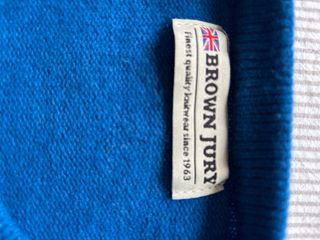 BROWN JURY
Finest quality knitwear since 1963